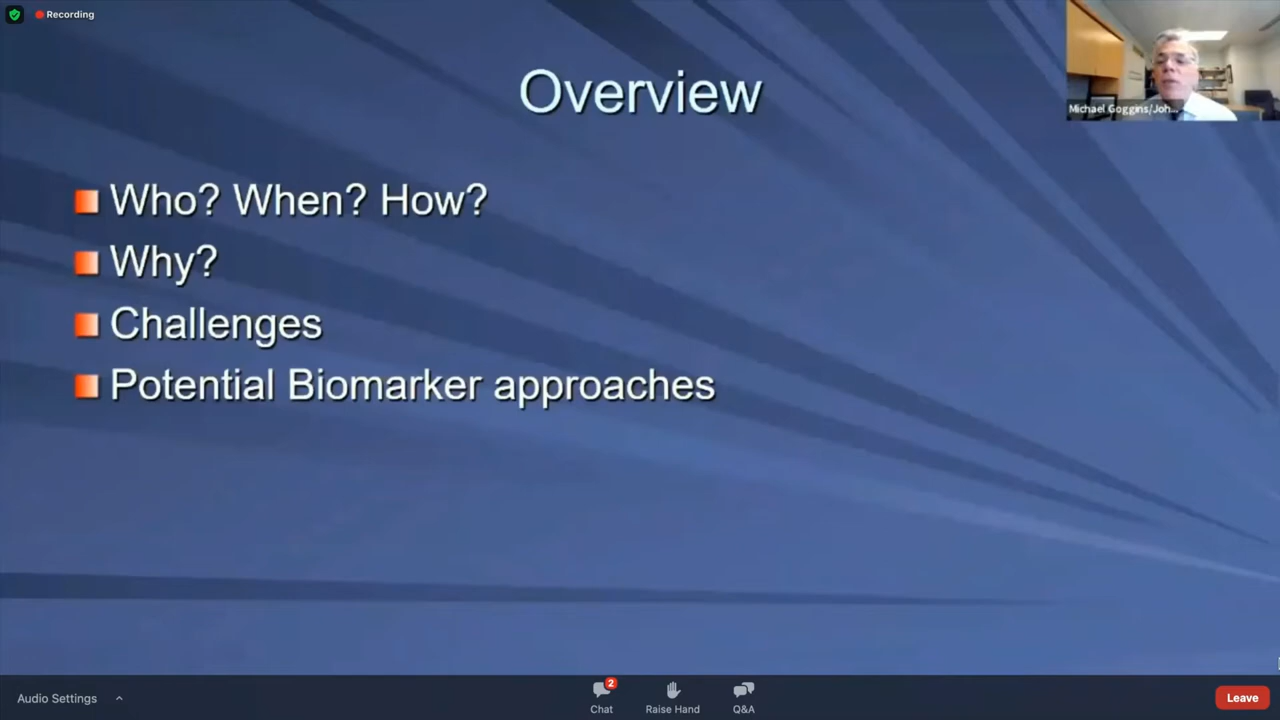 Recording
Overview
Michael Goggins/Joh...
Who? When? How?
Why?
Challenges
Potential Biomarker approaches
Audio Settings
2
Chat
Raise Hand
Q&A
Leave